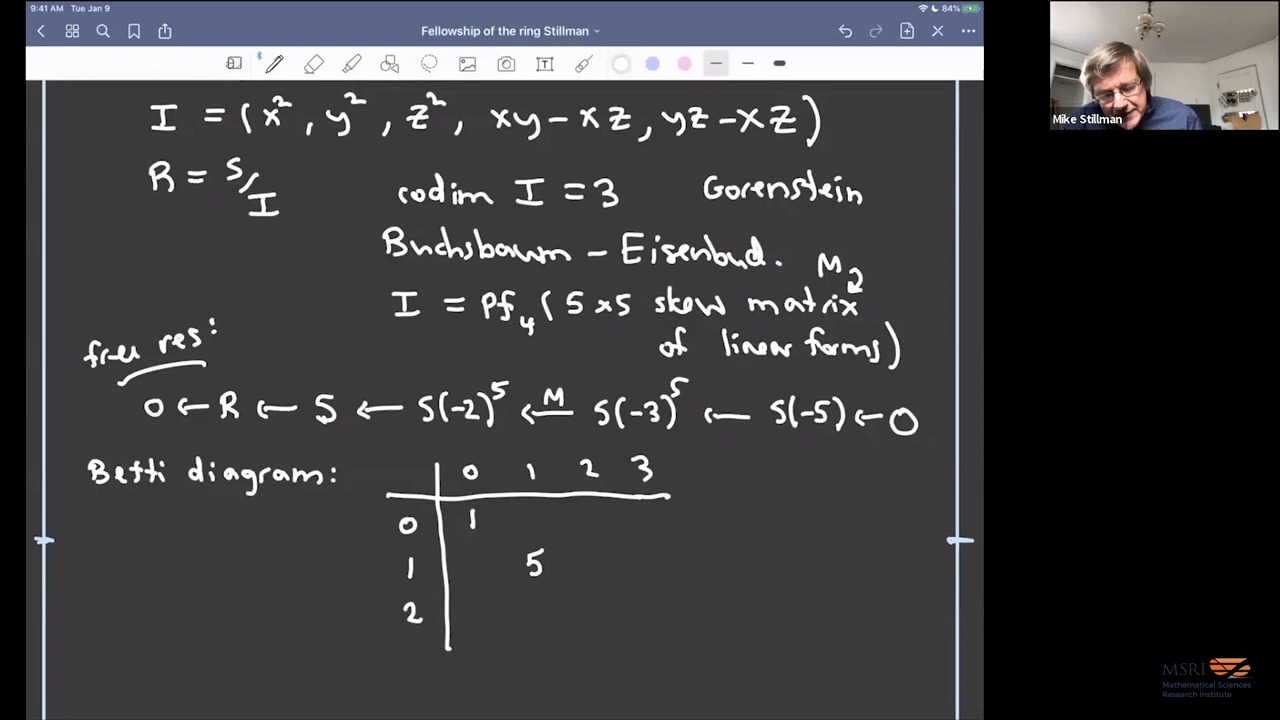 9:41 AM Tue Jan 9
84%
Fellowship of the ring Stillman
I = (x², y², z², xy - xz, yz - xz)
R = S/I
codim I = 3 Gorenstein
Buchsbaum - Eisenbud. M
I = Pf₄(5×5 skew matrix
of linear forms)
free res:
0 ← R ← S ← S(-2)⁵ ←M S(-3)⁵ ← S(-5) ← 0
Betti diagram:
0 1 2 3
0 1
1 5
2
Mike Stillman
MSRI
Mathematical Sciences
Research Institute